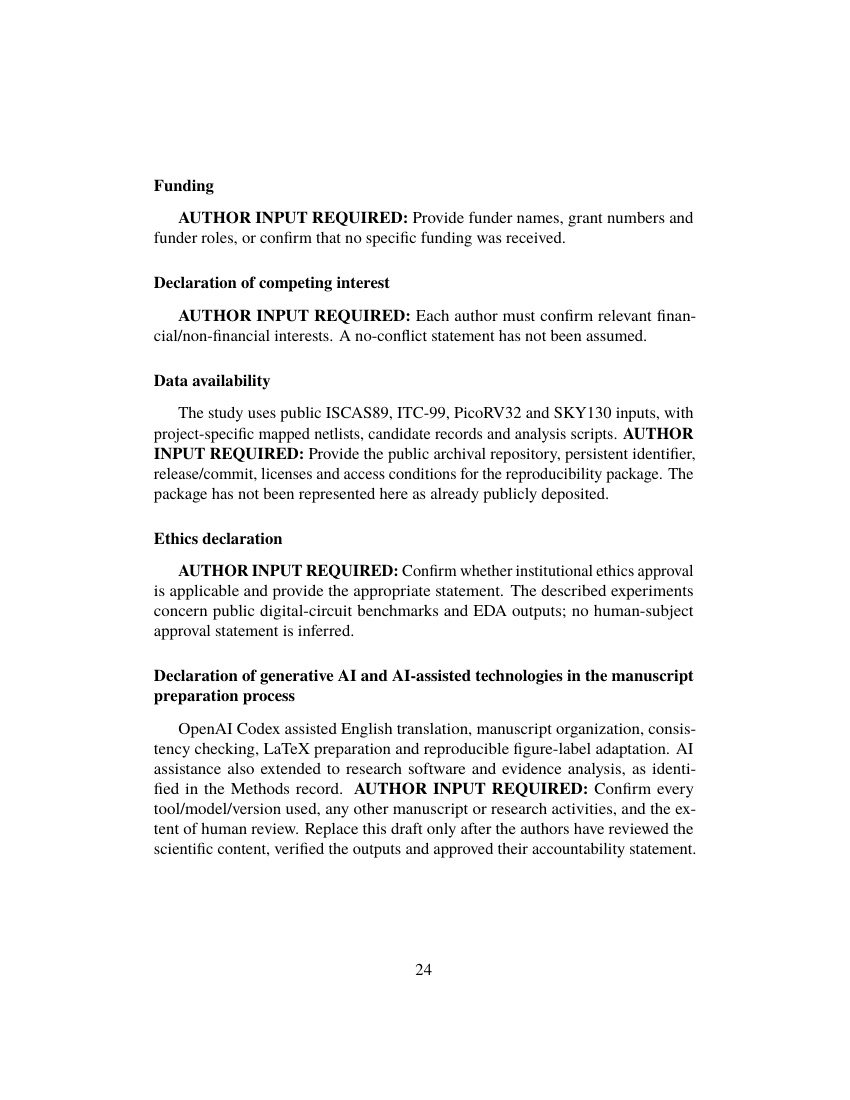 Funding
AUTHOR INPUT REQUIRED: Provide funder names, grant numbers and
funder roles, or confirm that no specific funding was received.
Declaration of competing interest
AUTHOR INPUT REQUIRED: Each author must confirm relevant finan-
cial/non-financial interests. A no-conflict statement has not been assumed.
Data availability
The study uses public ISCAS89, ITC-99, PicoRV32 and SKY130 inputs, with
project-specific mapped netlists, candidate records and analysis scripts. AUTHOR
INPUT REQUIRED: Provide the public archival repository, persistent identifier,
release/commit, licenses and access conditions for the reproducibility package. The
package has not been represented here as already publicly deposited.
Ethics declaration
AUTHOR INPUT REQUIRED: Confirm whether institutional ethics approval
is applicable and provide the appropriate statement. The described experiments
concern public digital-circuit benchmarks and EDA outputs; no human-subject
approval statement is inferred.
Declaration of generative AI and AI-assisted technologies in the manuscript
preparation process
OpenAI Codex assisted English translation, manuscript organization, consis-
tency checking, LaTeX preparation and reproducible figure-label adaptation. AI
assistance also extended to research software and evidence analysis, as identi-
fied in the Methods record. AUTHOR INPUT REQUIRED: Confirm every
tool/model/version used, any other manuscript or research activities, and the ex-
tent of human review. Replace this draft only after the authors have reviewed the
scientific content, verified the outputs and approved their accountability statement.
24